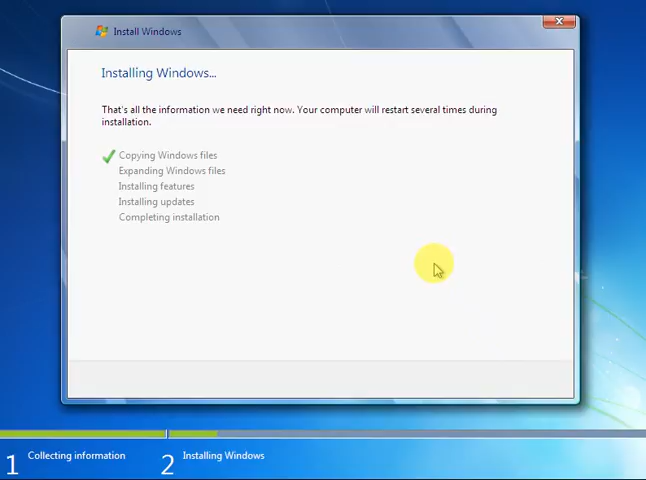 Install Windows
Installing Windows...
That's all the information we need right now. Your computer will restart several times during
installation.
Copying Windows files
Expanding Windows files
Installing features
Installing updates
Completing installation
1 Collecting information
2 Installing Windows